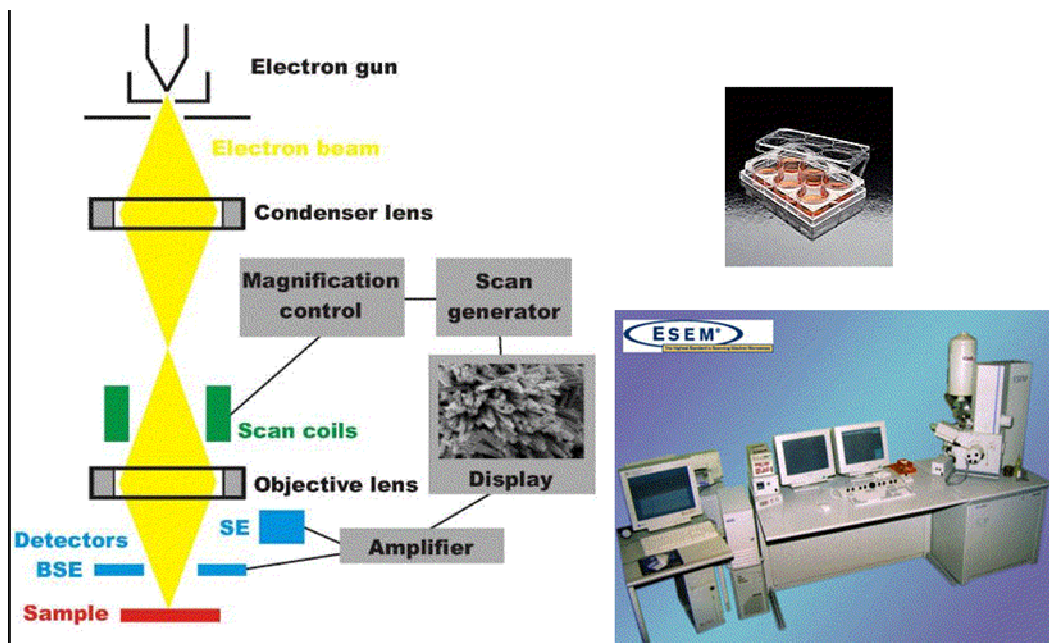 Electron gun
Electron beam
Condenser lens
Magnification
control
Scan
generator
Scan coils
Objective lens
Display
SE
Detectors
BSE
Amplifier
Sample
ESEM®